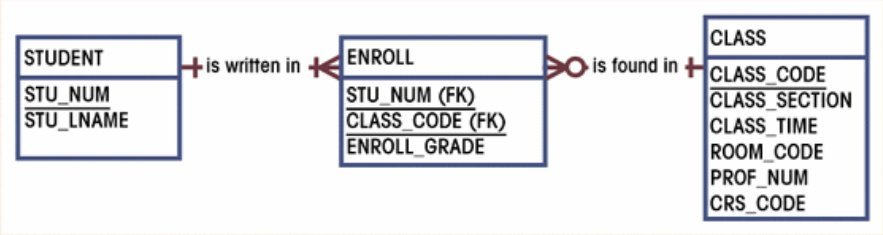 STUDENT
STU_NUM
STU_LNAME
is written in
ENROLL
STU_NUM (FK)
CLASS_CODE (FK)
ENROLL_GRADE
is found in
CLASS
CLASS_CODE
CLASS_SECTION
CLASS_TIME
ROOM_CODE
PROF_NUM
CRS_CODE